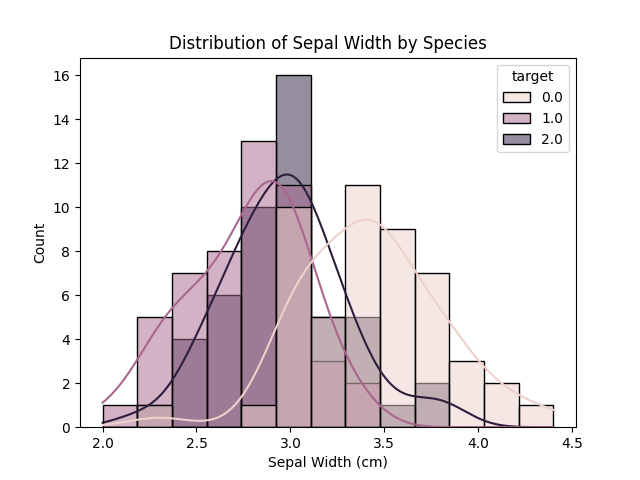 Distribution of Sepal Width by Species
target
0.0
1.0
2.0
Count
16
14
12
10
8
6
4
2
0
2.0 2.5 3.0 3.5 4.0 4.5
Sepal Width (cm)